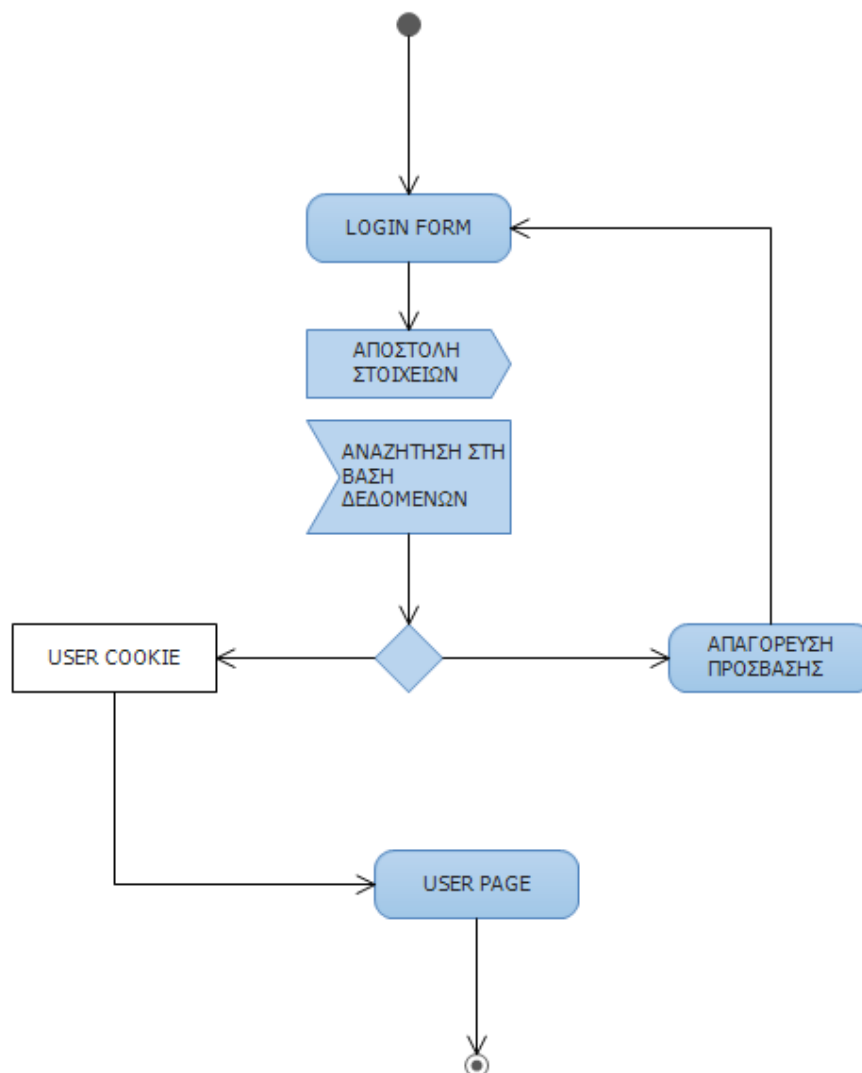 LOGIN FORM
ΑΠΟΣΤΟΛΗ
ΣΤΟΙΧΕΙΩΝ
ΑΝΑΖΗΤΗΣΗ ΣΤΗ
ΒΑΣΗ
ΔΕΔΟΜΕΝΩΝ
USER COOKIE
ΑΠΑΓΟΡΕΥΣΗ
ΠΡΟΣΒΑΣΗΣ
USER PAGE